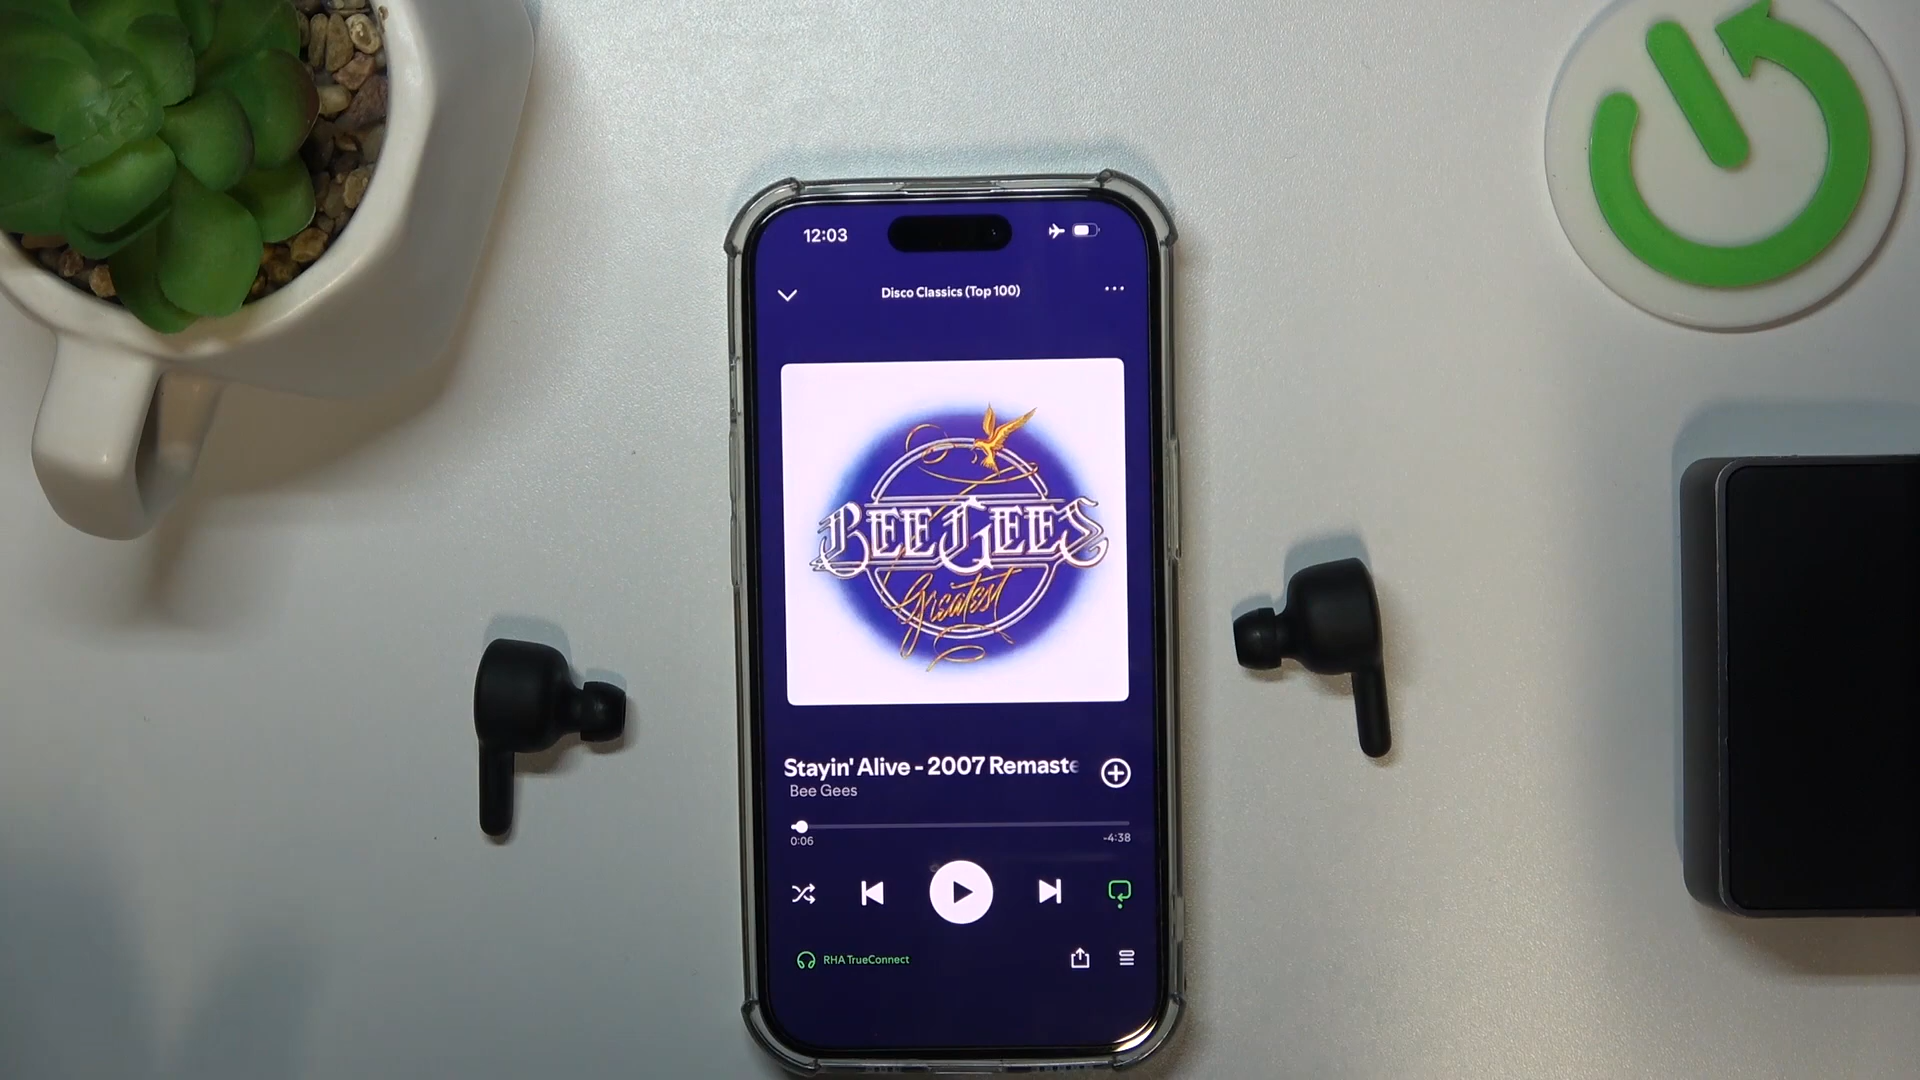 12:03
Disco Classics (Top 100)
BEE GEES
Greatest
Stayin' Alive - 2007 Remaste
Bee Gees
0:06
-4:38
RHA TrueConnect